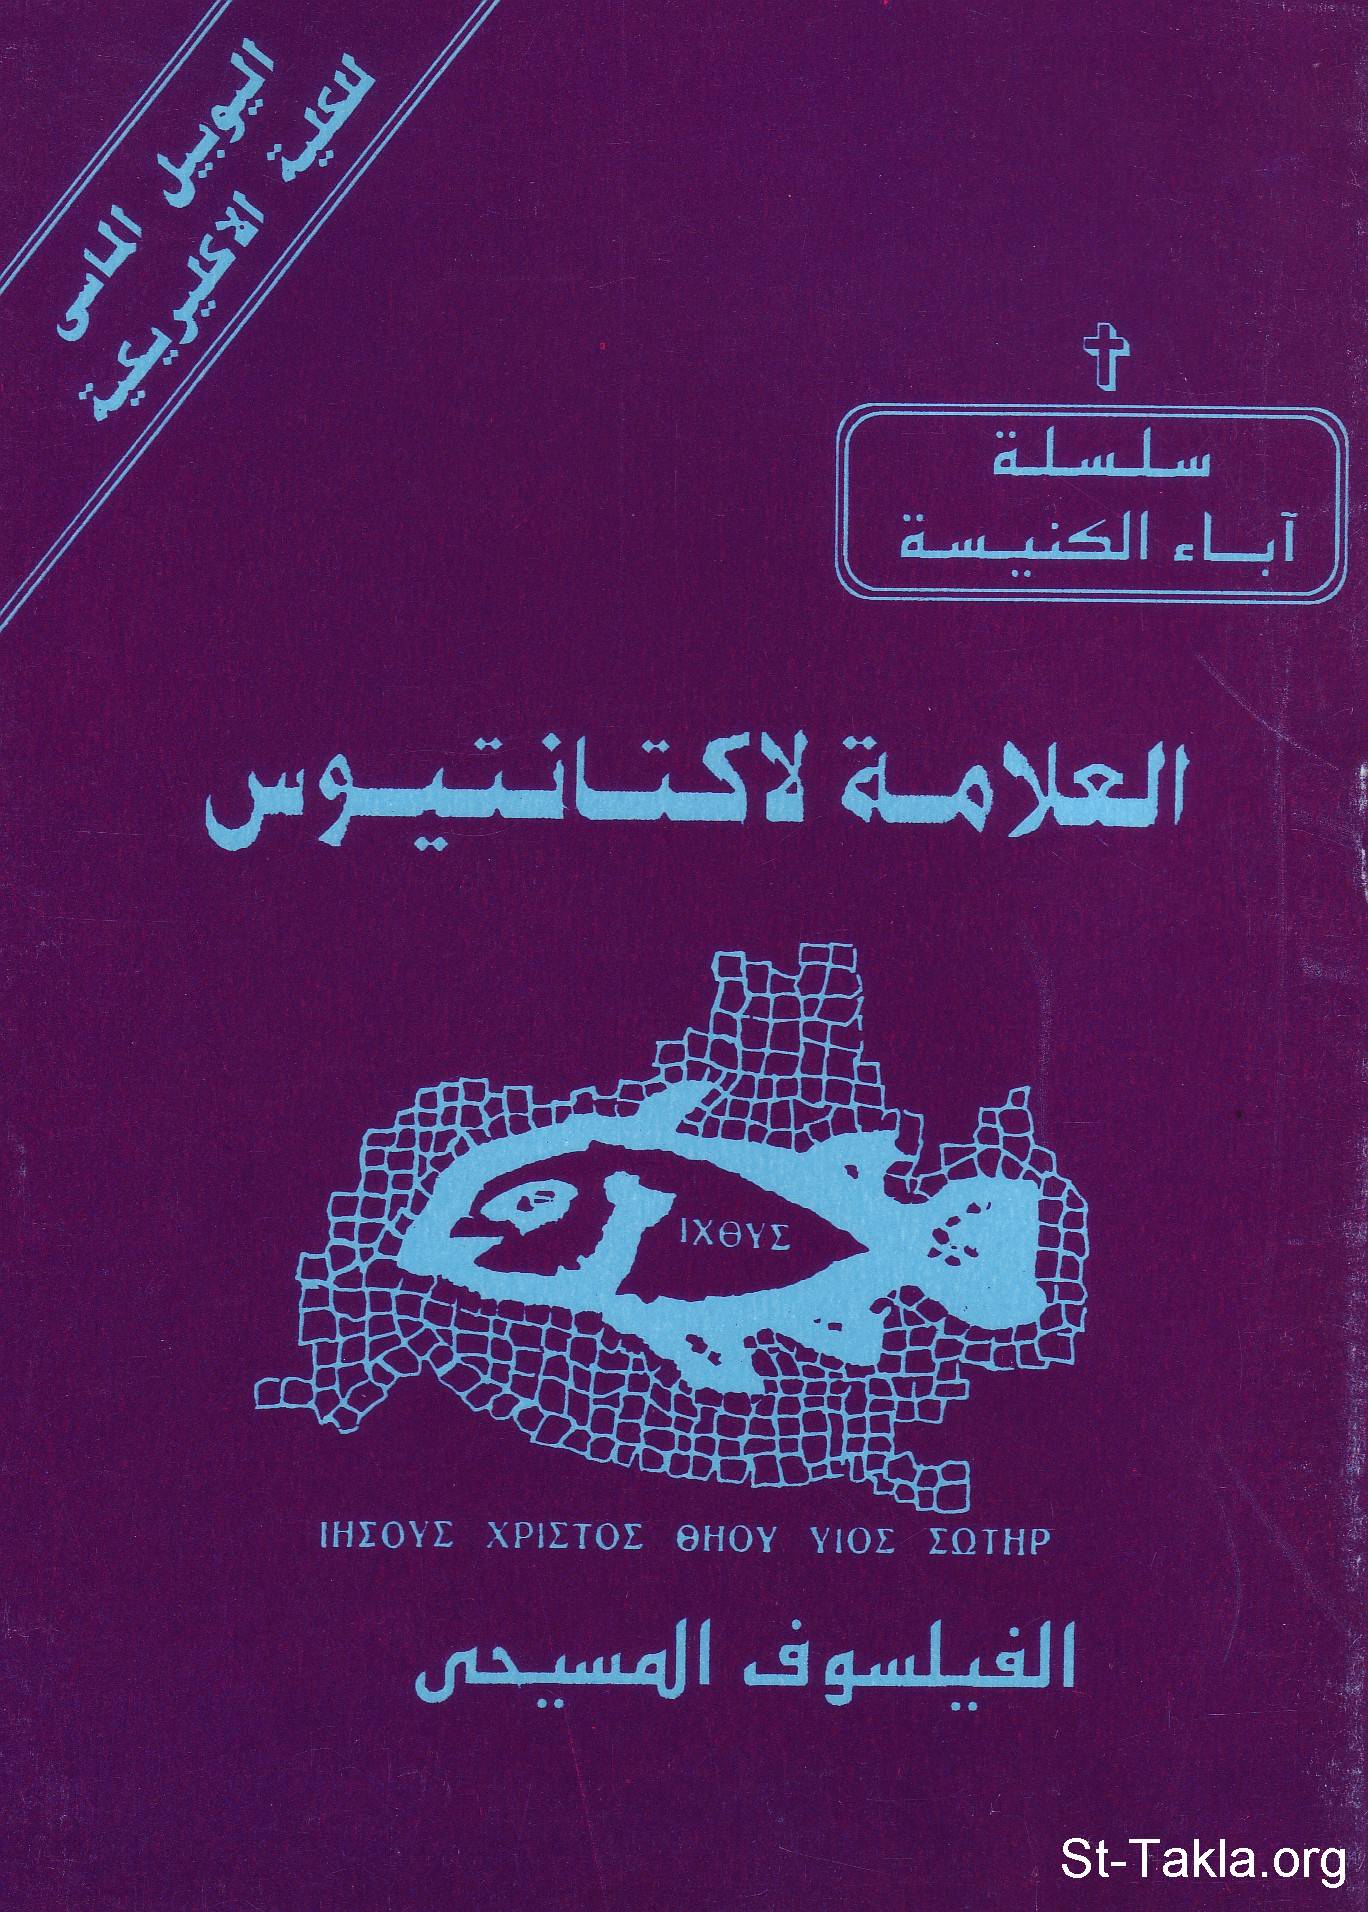 اليوبيل الماسى
للكلية الاكليريكية
سلسلة
آباء الكنيسة
العلامة لاكتانتيوس
ΙΧΘΥΣ
ΙΗΣΟΥΣ ΧΡΙΣΤΟΣ ΘΗΟΥ ΥΙΟΣ ΣΩΤΗΡ
الفيلسوف المسيحى
St-Takla.org